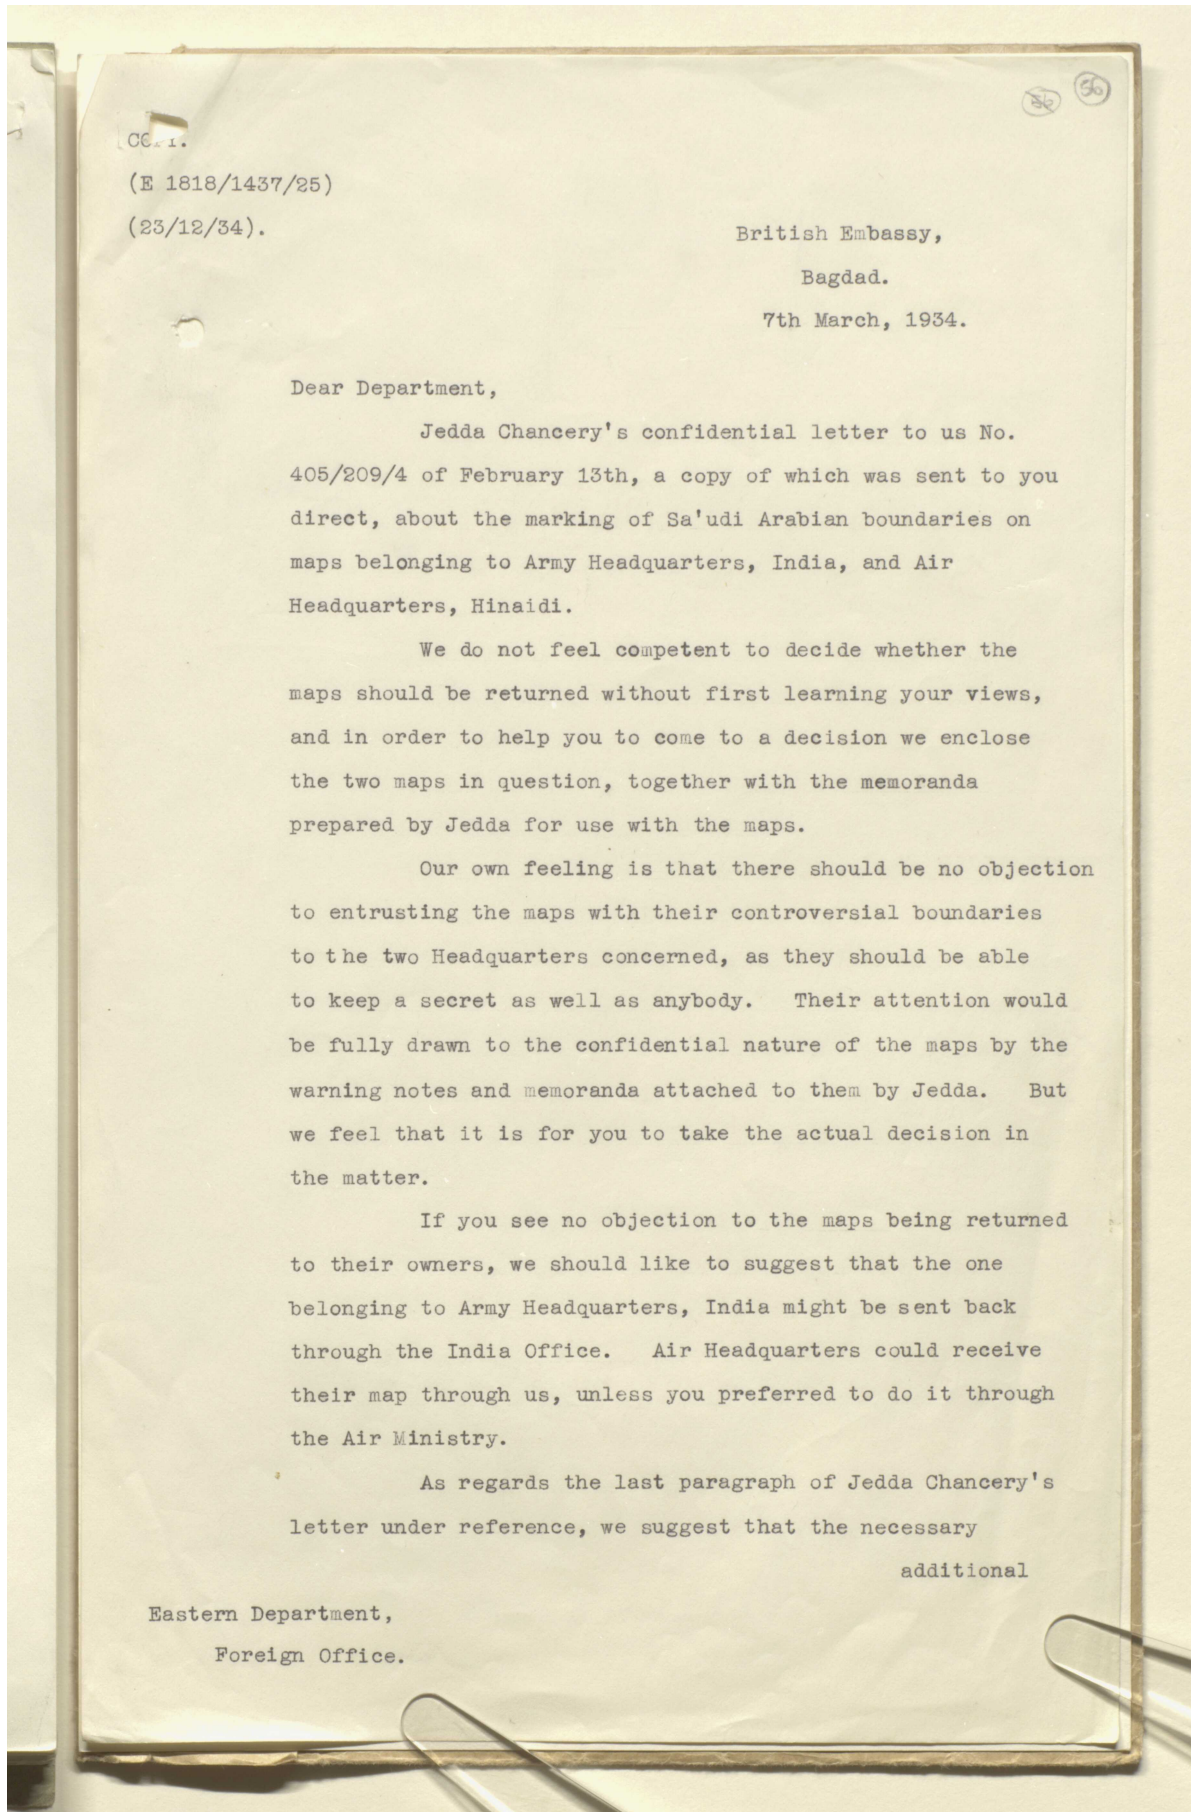 56 56
COPY.
(E 1818/1437/25)
(23/12/34).
British Embassy,
Bagdad.
7th March, 1934.
Dear Department,
Jedda Chancery's confidential letter to us No.
405/209/4 of February 13th, a copy of which was sent to you
direct, about the marking of Sa'udi Arabian boundaries on
maps belonging to Army Headquarters, India, and Air
Headquarters, Hinaidi.
We do not feel competent to decide whether the
maps should be returned without first learning your views,
and in order to help you to come to a decision we enclose
the two maps in question, together with the memoranda
prepared by Jedda for use with the maps.
Our own feeling is that there should be no objection
to entrusting the maps with their controversial boundaries
to the two Headquarters concerned, as they should be able
to keep a secret as well as anybody. Their attention would
be fully drawn to the confidential nature of the maps by the
warning notes and memoranda attached to them by Jedda. But
we feel that it is for you to take the actual decision in
the matter.
If you see no objection to the maps being returned
to their owners, we should like to suggest that the one
belonging to Army Headquarters, India might be sent back
through the India Office. Air Headquarters could receive
their map through us, unless you preferred to do it through
the Air Ministry.
As regards the last paragraph of Jedda Chancery's
letter under reference, we suggest that the necessary
additional
Eastern Department,
Foreign Office.